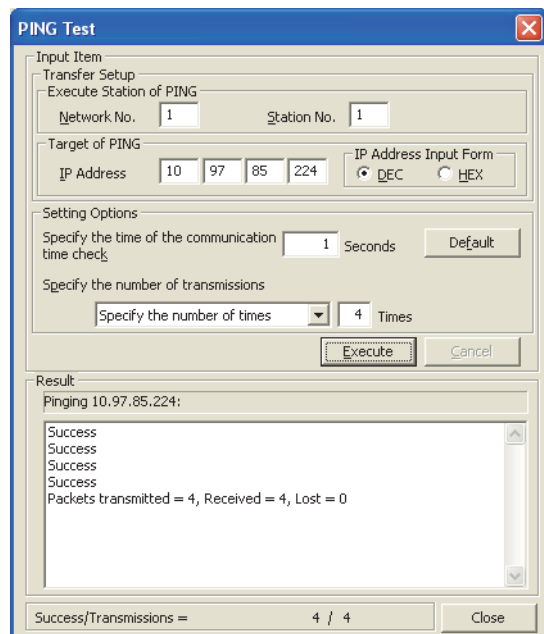 PING Test
Input Item
Transfer Setup
Execute Station of PING
Network No. 1 Station No. 1
Target of PING
IP Address 10 97 85 224
IP Address Input Form
DEC HEX
Setting Options
Specify the time of the communication
time check 1 Seconds Default
Specify the number of transmissions
Specify the number of times 4 Times
Execute Cancel
Result
Pinging 10.97.85.224:
Success
Success
Success
Success
Packets transmitted = 4, Received = 4, Lost = 0
Success/Transmissions = 4 / 4 Close